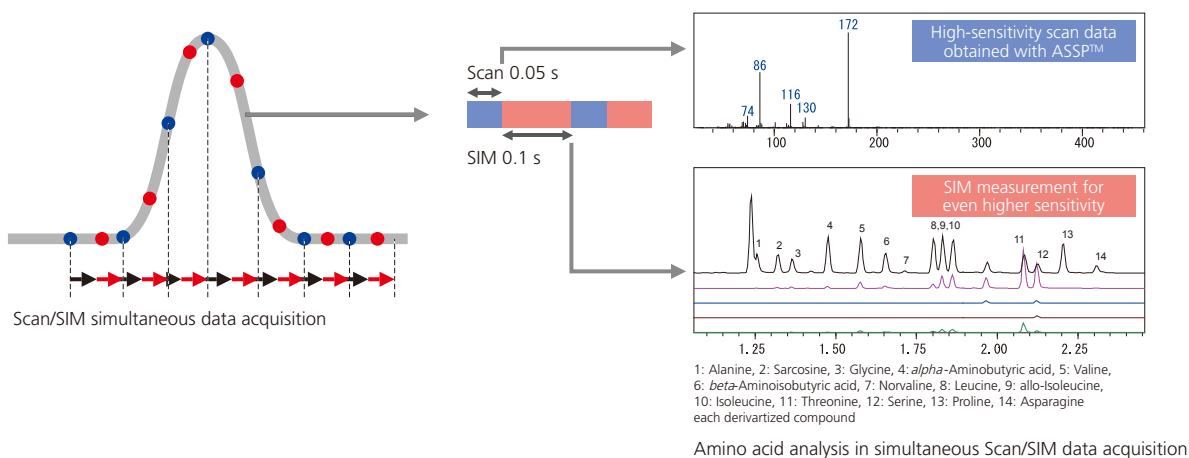 Scan/SIM simultaneous data acquisition
Scan 0.05 s
SIM 0.1 s
High-sensitivity scan data
obtained with ASSP™
172
86
116
130
74
100 200 300 400
SIM measurement for
even higher sensitivity
1 2 3 4 5 6 7 8,9,10 11 12 13 14
1.25 1.50 1.75 2.00 2.25
1: Alanine, 2: Sarcosine, 3: Glycine, 4: alpha-Aminobutyric acid, 5: Valine,
6: beta-Aminoisobutyric acid, 7: Norvaline, 8: Leucine, 9: allo-Isoleucine,
10: Isoleucine, 11: Threonine, 12: Serine, 13: Proline, 14: Asparagine
each derivartized compound
Amino acid analysis in simultaneous Scan/SIM data acquisition